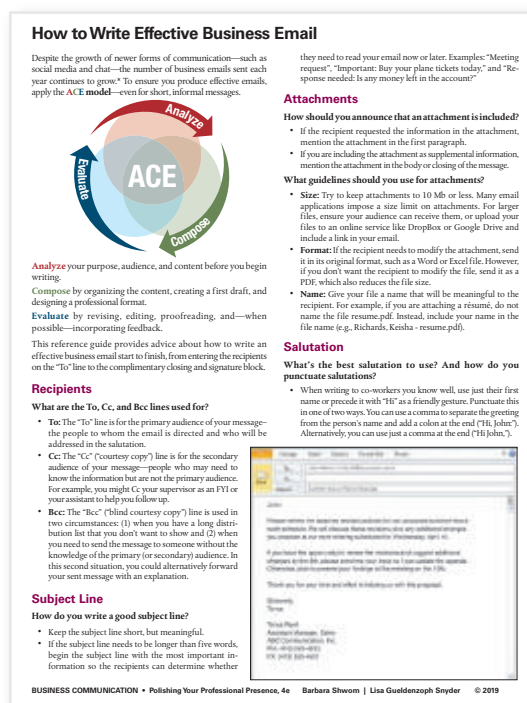 How to Write Effective Business Email
Despite the growth of newer forms of communication—such as
social media and chat—the number of business emails sent each
year continues to grow.* To ensure you produce effective emails,
apply the ACE model—even for short, informal messages.
Analyze
Evaluate
ACE
Compose
Analyze your purpose, audience, and content before you begin
writing.
Compose by organizing the content, creating a first draft, and
designing a professional format.
Evaluate by revising, editing, proofreading, and—when
possible—incorporating feedback.
This reference guide provides advice about how to write an
effective business email start to finish, from entering the recipients
on the "To" line to the complimentary closing and signature block.
Recipients
What are the To, Cc, and Bcc lines used for?
• To: The "To" line is for the primary audience of your message–
the people to whom the email is directed and who will be
addressed in the salutation.
• Cc: The "Cc" ("courtesy copy") line is for the secondary
audience of your message—people who may need to
know the information but are not the primary audience.
For example, you might Cc your supervisor as an FYI or
your assistant to help you follow up.
• Bcc: The "Bcc" ("blind courtesy copy") line is used in
two circumstances: (1) when you have a long distri-
bution list that you don't want to show and (2) when
you need to send the message to someone without the
knowledge of the primary (or secondary) audience. In
this second situation, you could alternatively forward
your sent message with an explanation.
Subject Line
How do you write a good subject line?
• Keep the subject line short, but meaningful.
• If the subject line needs to be longer than five words,
begin the subject line with the most important in-
formation so the recipients can determine whether
they need to read your email now or later. Examples: "Meeting
request", "Important: Buy your plane tickets today," and "Re-
sponse needed: Is any money left in the account?"
Attachments
How should you announce that an attachment is included?
• If the recipient requested the information in the attachment,
mention the attachment in the first paragraph.
• If you are including the attachment as supplemental information,
mention the attachment in the body or closing of the message.
What guidelines should you use for attachments?
• Size: Try to keep attachments to 10 Mb or less. Many email
applications impose a size limit on attachments. For larger
files, ensure your audience can receive them, or upload your
files to an online service like DropBox or Google Drive and
include a link in your email.
• Format: If the recipient needs to modify the attachment, send
it in its original format, such as a Word or Excel file. However,
if you don't want the recipient to modify the file, send it as a
PDF, which also reduces the file size.
• Name: Give your file a name that will be meaningful to the
recipient. For example, if you are attaching a résumé, do not
name the file resume.pdf. Instead, include your name in the
file name (e.g., Richards, Keisha - resume.pdf).
Salutation
What's the best salutation to use? And how do you
punctuate salutations?
• When writing to co-workers you know well, use just their first
name or precede it with "Hi" as a friendly gesture. Punctuate this
in one of two ways. You can use a comma to separate the greeting
from the person's name and add a colon at the end ("Hi, John:").
Alternatively, you can use just a comma at the end ("Hi John,").
BUSINESS COMMUNICATION • Polishing Your Professional Presence, 4e Barbara Shwom | Lisa Gueldenzoph Snyder © 2019